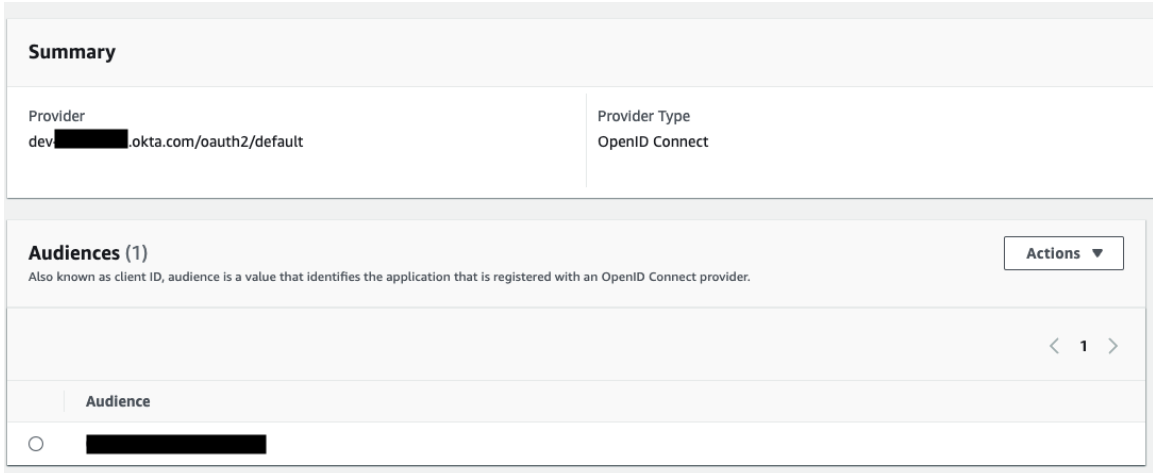 Summary
Provider
Provider Type
dev-
.okta.com/oauth2/default
OpenID Connect
Audiences (1)
Actions
Also known as client ID, audience is a value that identifies the application that is registered with an OpenID Connect provider.
1
Audience